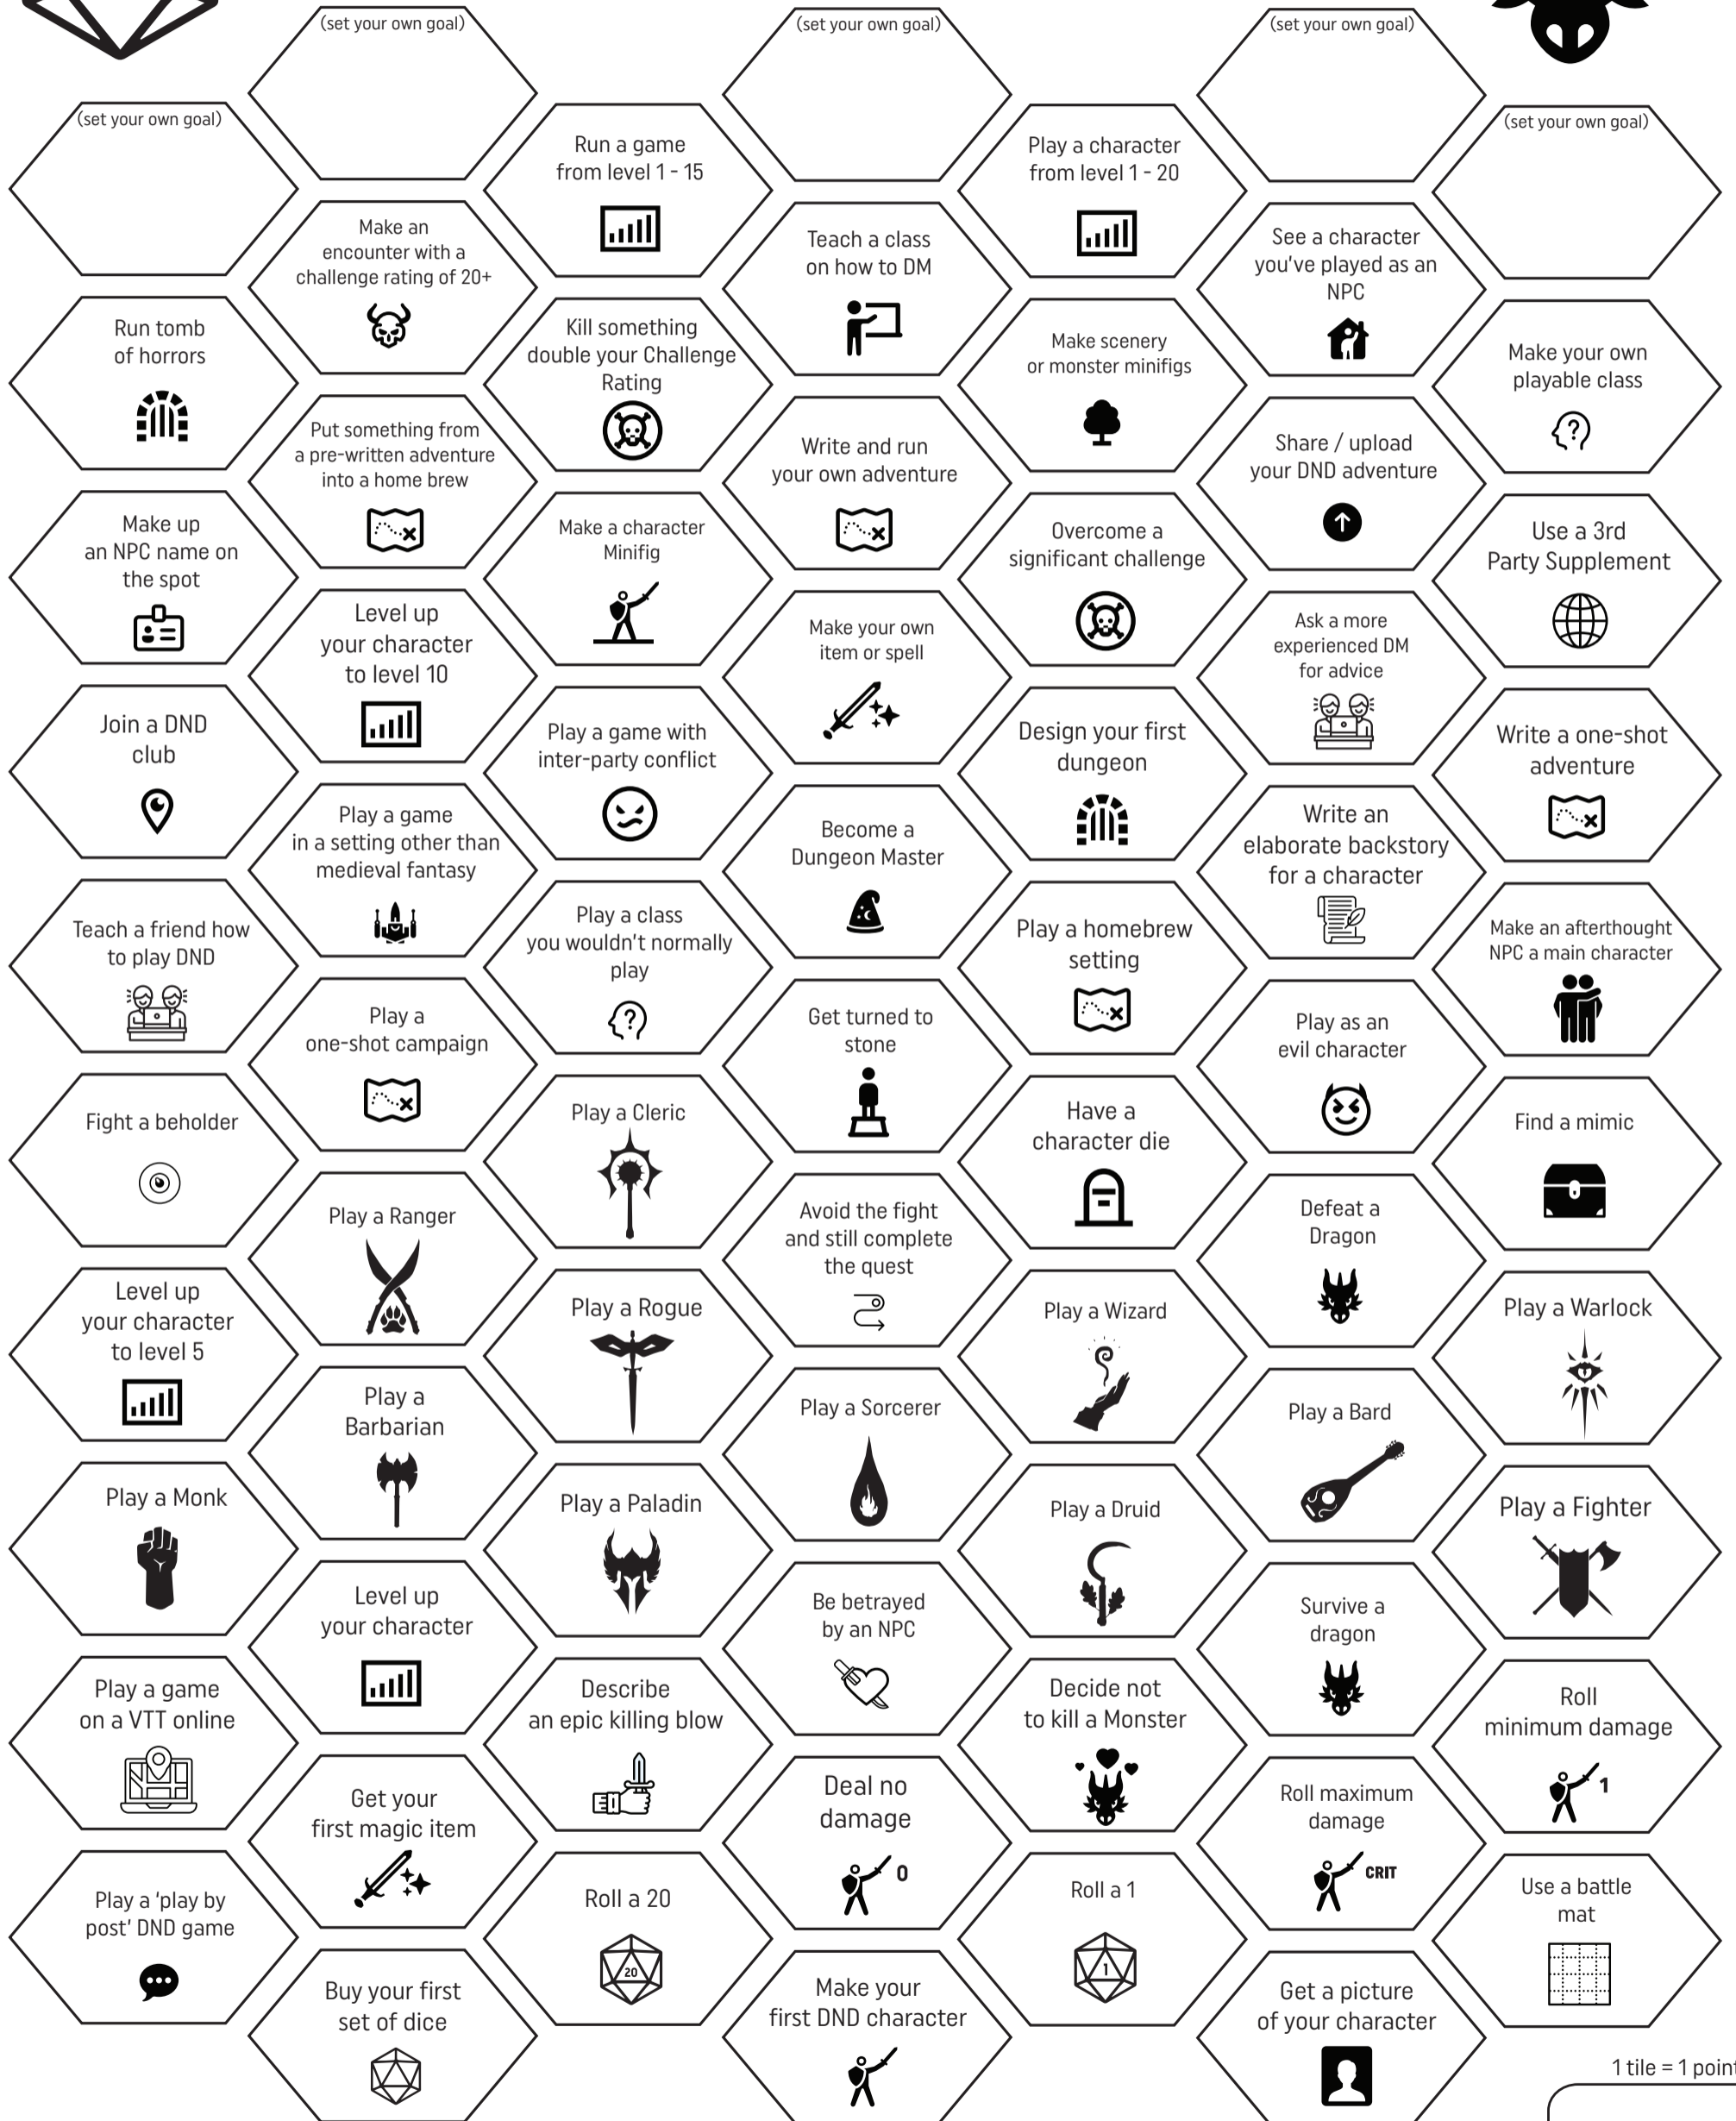 (set your own goal)
(set your own goal)
(set your own goal)
(set your own goal)
Run a game
from level 1 - 15
Play a character
from level 1 - 20
(set your own goal)
Make an
encounter with a
challenge rating of 20+
Teach a class
on how to DM
See a character
you've played as an
NPC
Run tomb
of horrors
Kill something
double your Challenge
Rating
Make scenery
or monster minifigs
Make your own
playable class
Put something from
a pre-written adventure
into a home brew
Write and run
your own adventure
Share / upload
your DND adventure
Make up
an NPC name on
the spot
Make a character
Minifig
Overcome a
significant challenge
Use a 3rd
Party Supplement
Level up
your character
to level 10
Make your own
item or spell
Ask a more
experienced DM
for advice
Join a DND
club
Play a game with
inter-party conflict
Design your first
dungeon
Write a one-shot
adventure
Play a game
in a setting other than
medieval fantasy
Become a
Dungeon Master
Write an
elaborate backstory
for a character
Teach a friend how
to play DND
Play a class
you wouldn't normally
play
Play a homebrew
setting
Make an afterthought
NPC a main character
Play a
one-shot campaign
Get turned to
stone
Play as an
evil character
Fight a beholder
Play a Cleric
Have a
character die
Find a mimic
Play a Ranger
Avoid the fight
and still complete
the quest
Defeat a
Dragon
Level up
your character
to level 5
Play a Rogue
Play a Wizard
Play a Warlock
Play a
Barbarian
Play a Sorcerer
Play a Bard
Play a Monk
Play a Paladin
Play a Druid
Play a Fighter
Level up
your character
Be betrayed
by an NPC
Survive a
dragon
Play a game
on a VTT online
Describe
an epic killing blow
Decide not
to kill a Monster
Roll
minimum damage
1
Get your
first magic item
Deal no
damage
0
Roll maximum
damage
CRIT
Play a 'play by
post' DND game
Roll a 20
20
Roll a 1
1
Use a battle
mat
Buy your first
set of dice
Make your
first DND character
Get a picture
of your character
1 tile = 1 point